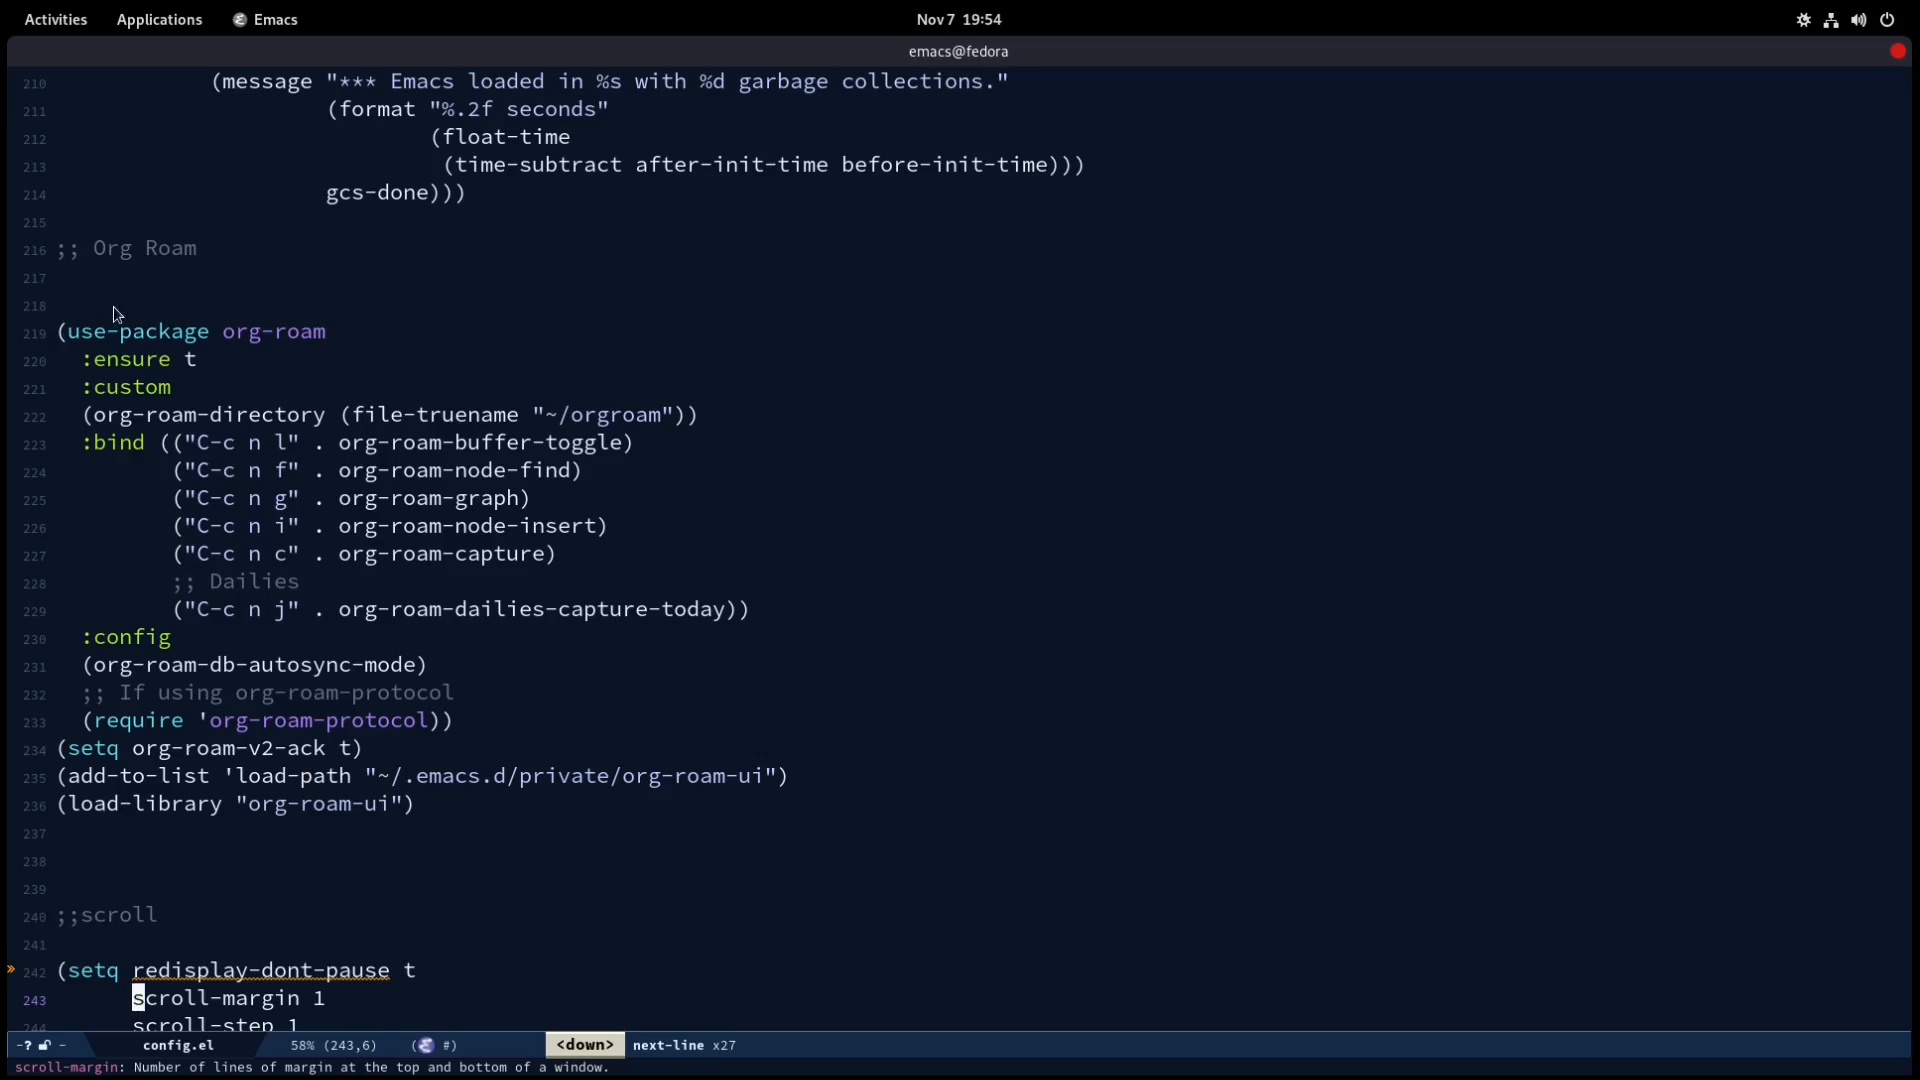 Activities Applications Emacs Nov 7 19:54
emacs@fedora
210 (message "*** Emacs loaded in %s with %d garbage collections."
211 (format "%.2f seconds"
212 (float-time
213 (time-subtract after-init-time before-init-time)))
214 gcs-done)))
215
216 ;; Org Roam
217
218
219 (use-package org-roam
220 :ensure t
221 :custom
222 (org-roam-directory (file-truename "~/orgroam"))
223 :bind (("C-c n l" . org-roam-buffer-toggle)
224 ("C-c n f" . org-roam-node-find)
225 ("C-c n g" . org-roam-graph)
226 ("C-c n i" . org-roam-node-insert)
227 ("C-c n c" . org-roam-capture)
228 ;; Dailies
229 ("C-c n j" . org-roam-dailies-capture-today))
230 :config
231 (org-roam-db-autosync-mode)
232 ;; If using org-roam-protocol
233 (require 'org-roam-protocol))
234 (setq org-roam-v2-ack t)
235 (add-to-list 'load-path "~/.emacs.d/private/org-roam-ui")
236 (load-library "org-roam-ui")
237
238
239
240 ;;scroll
241
» 242 (setq redisplay-dont-pause t
243 scroll-margin 1
244 scroll-step 1
-? - config.el 58% (243,6) ( #) <down> next-line x27
scroll-margin: Number of lines of margin at the top and bottom of a window.